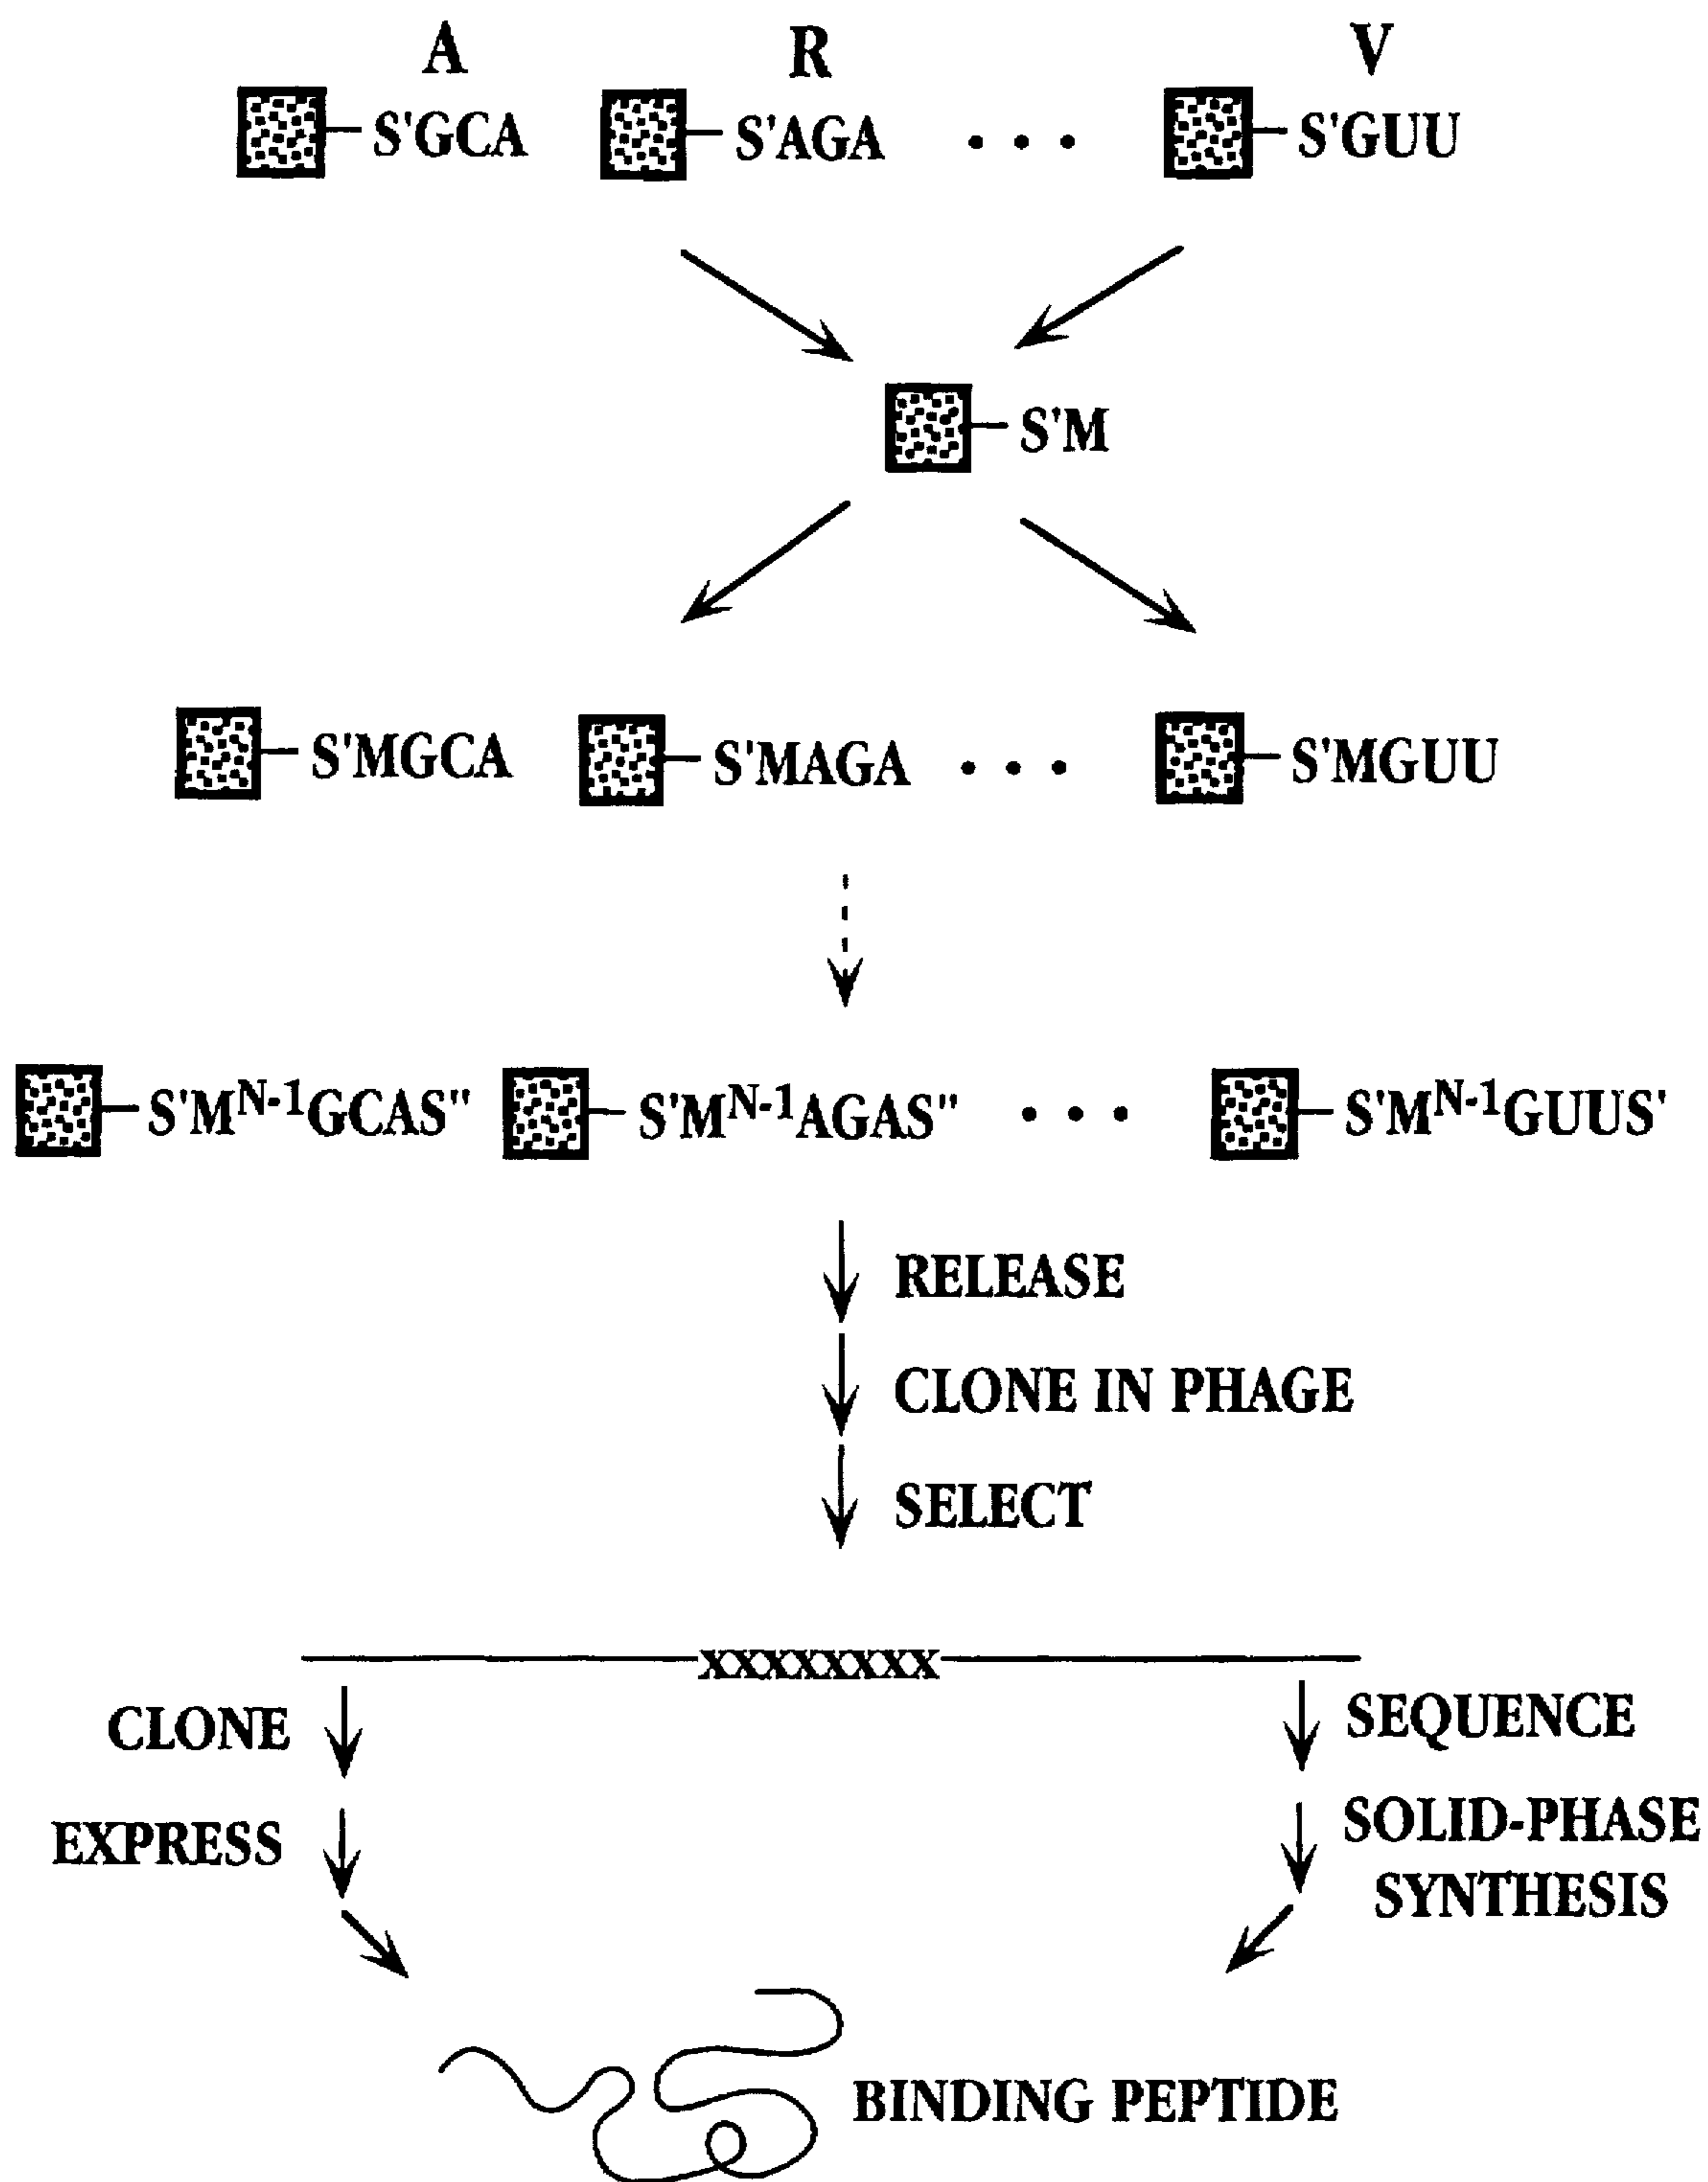 A R V
S'GCA S'AGA • • • S'GUU
S'M
S'MGCA S'MAGA • • • S'MGUU
S'M^N-1GCAS" S'M^N-1AGAS" • • • S'M^N-1GUUS'
RELEASE
CLONE IN PHAGE
SELECT
XXXXXXXX
CLONE SEQUENCE
EXPRESS SOLID-PHASE
SYNTHESIS
BINDING PEPTIDE